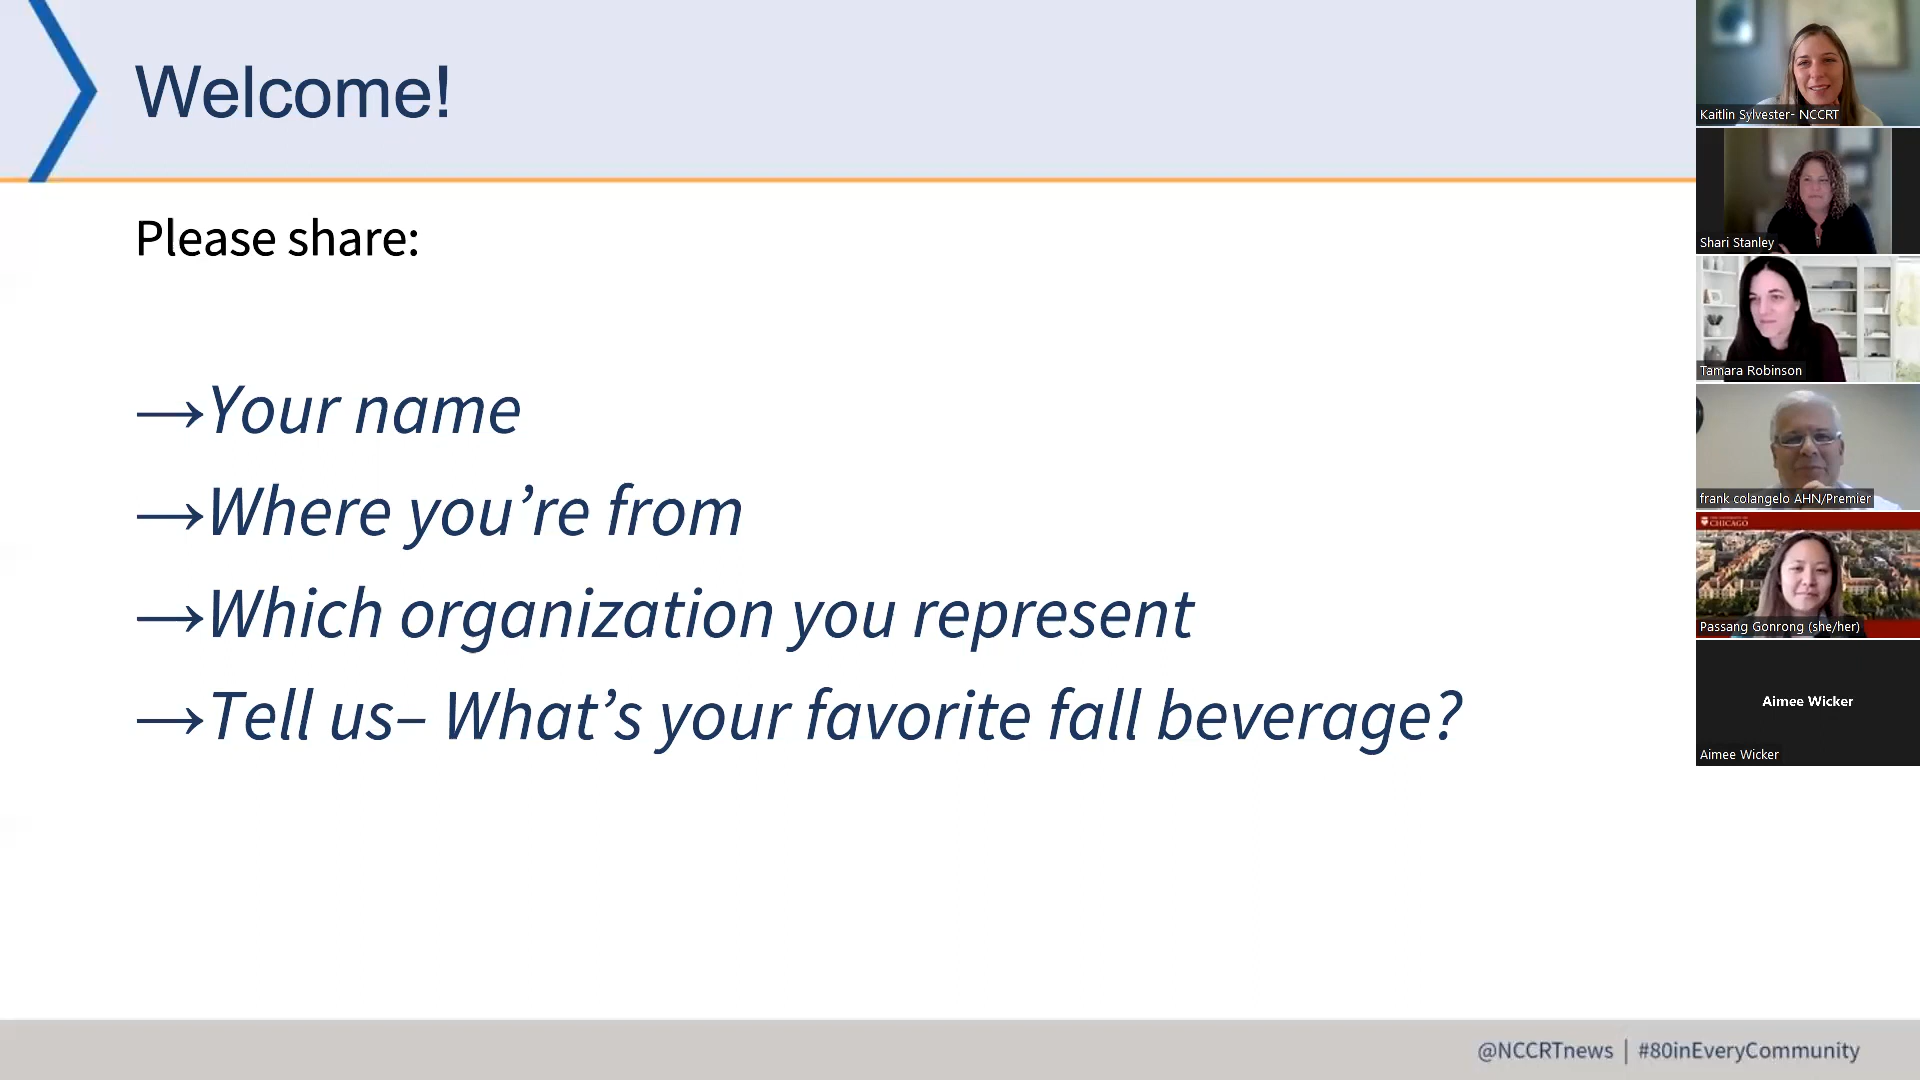 Welcome!
Please share:
→Your name
→Where you’re from
→Which organization you represent
→Tell us– What’s your favorite fall beverage?
@NCCRTnews | #80inEveryCommunity
Kaitlin Sylvester- NCCRT
Shari Stanley
Tamara Robinson
frank colangelo AHN/Premier
CHICAGO
Passang Gonrong (she/her)
Aimee Wicker
Aimee Wicker